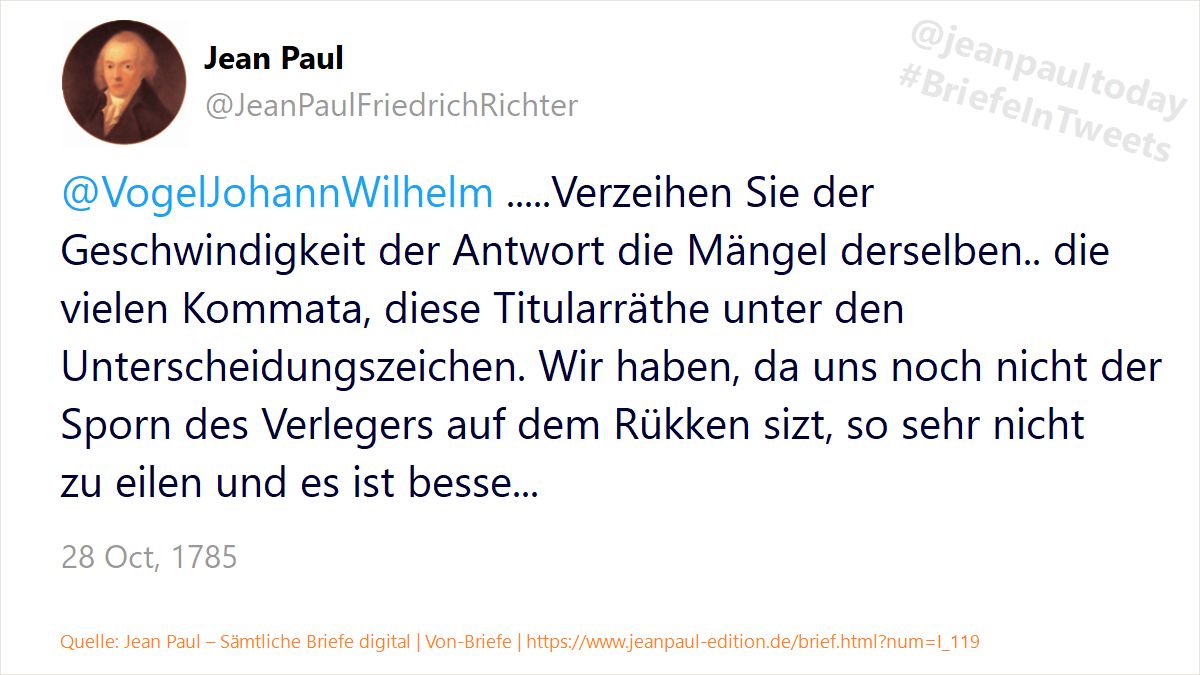 Jean Paul
@JeanPaulFriedrichRichter
@jeanpaultoday
#BriefeInTweets
@VogelJohannWilhelm .....Verzeihen Sie der
Geschwindigkeit der Antwort die Mängel derselben.. die
vielen Kommata, diese Titularräthe unter den
Unterscheidungszeichen. Wir haben, da uns noch nicht der
Sporn des Verlegers auf dem Rükken sizt, so sehr nicht
zu eilen und es ist besse...
28 Oct, 1785
Quelle: Jean Paul – Sämtliche Briefe digital | Von-Briefe | https://www.jeanpaul-edition.de/brief.html?num=I_119